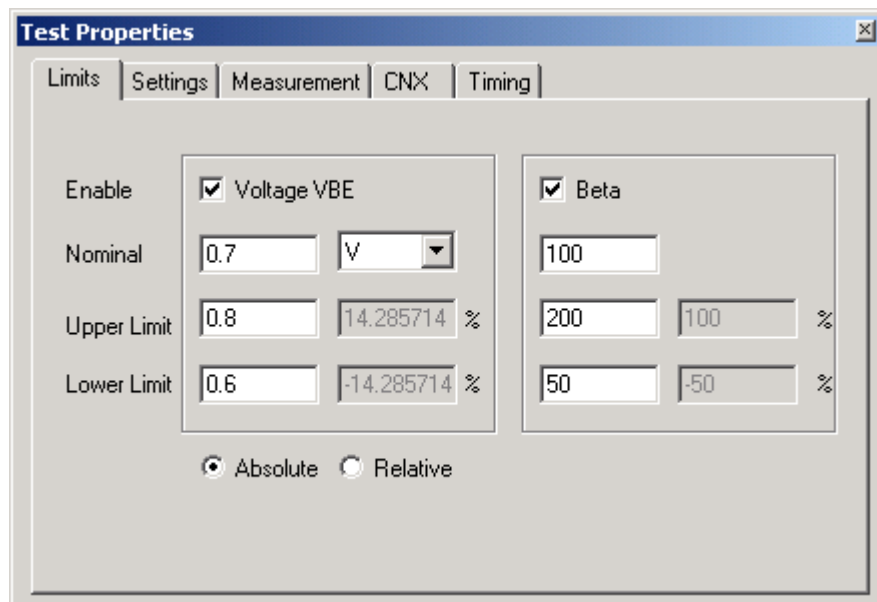 Test Properties
Limits Settings Measurement CNX Timing
Enable Voltage VBE Beta
Nominal 0.7 V 100
Upper Limit 0.8 14.285714 % 200 100 %
Lower Limit 0.6 -14.285714 % 50 -50 %
Absolute Relative